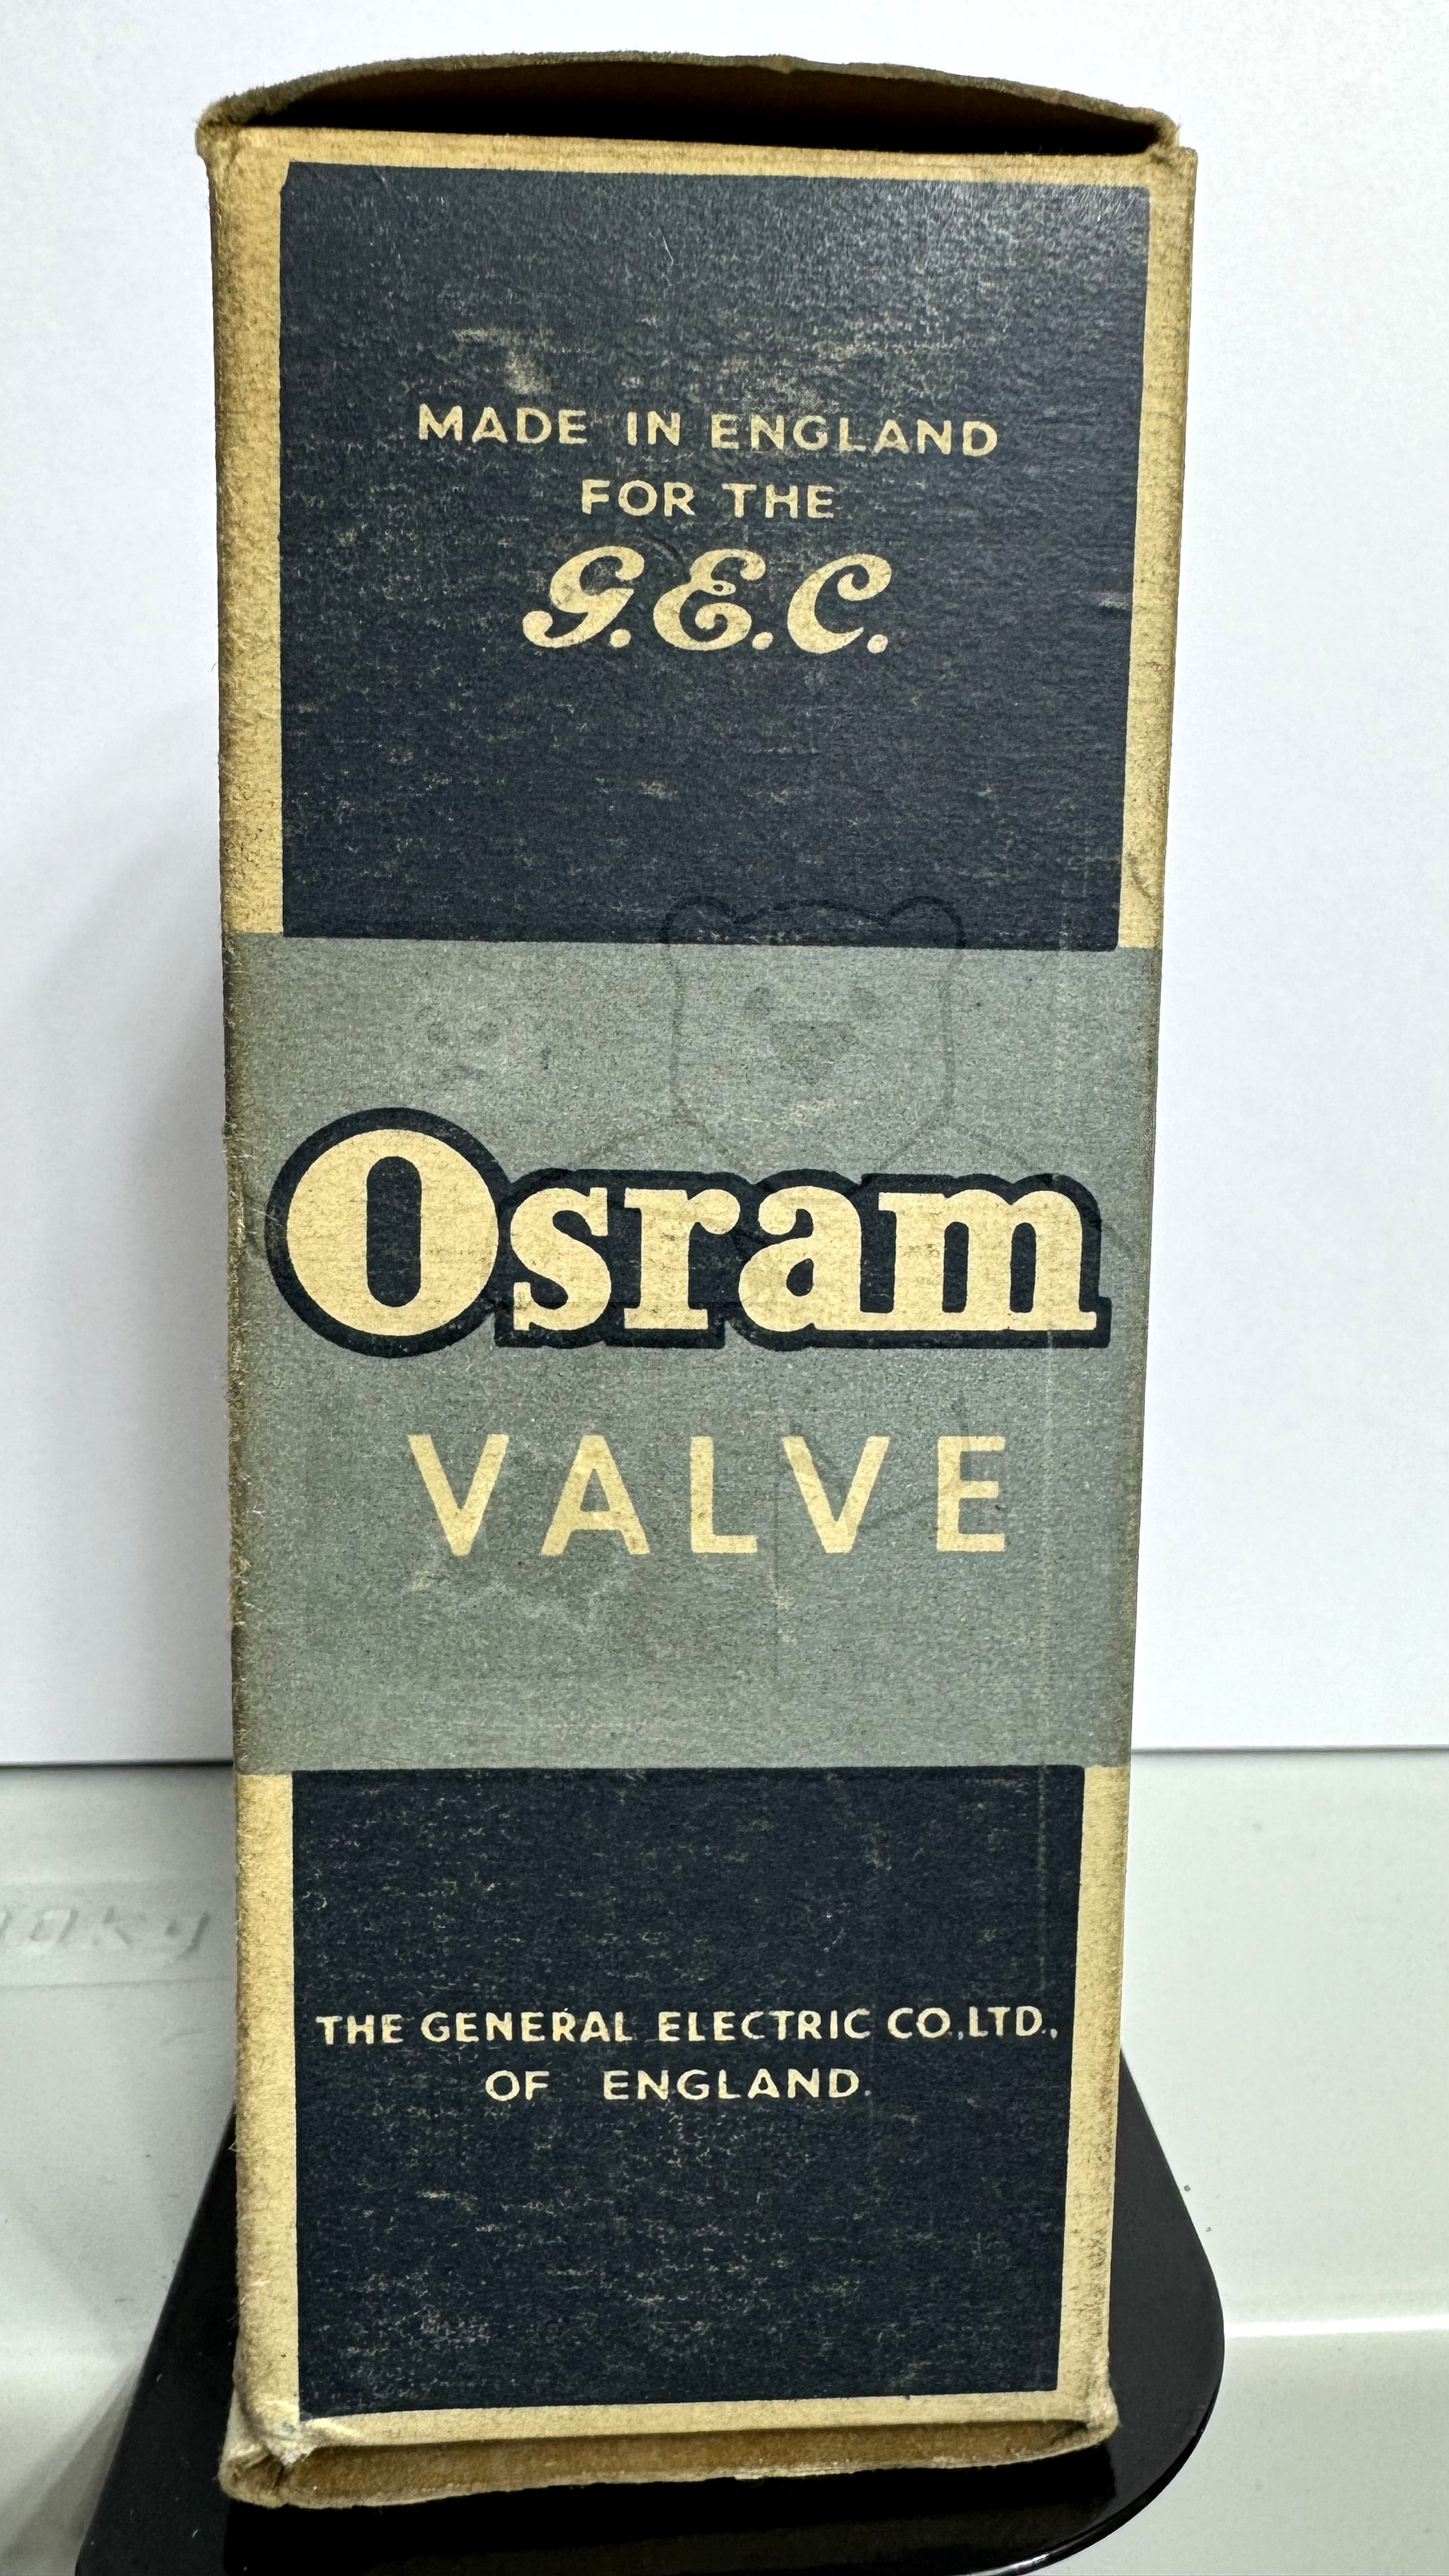 MADE IN ENGLAND
FOR THE
G.E.C.
Osram
VALVE
THE GENERAL ELECTRIC CO.,LTD.,
OF ENGLAND.